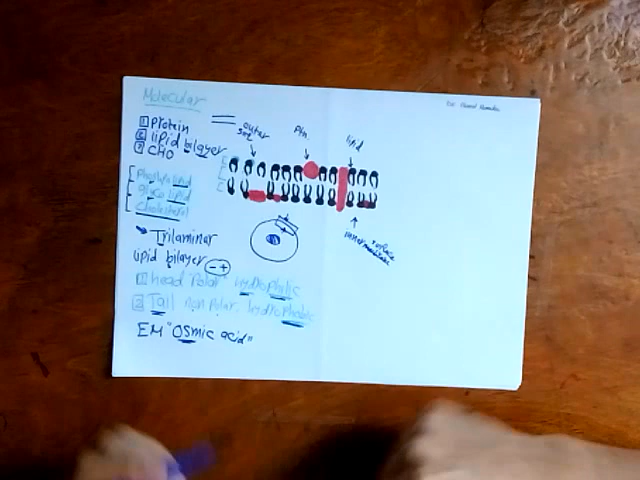 Molecular
1 protein
2 lipid bilayer
3 CHO
phospholipid
glycolipid
cholesterol
outer
Ptn
lipid
Trilaminar
lipid bilayer
- +
inner
surface
1 head "Polar" hydrophilic
2 Tail non Polar. hydrophobic
EM "Osmic acid"